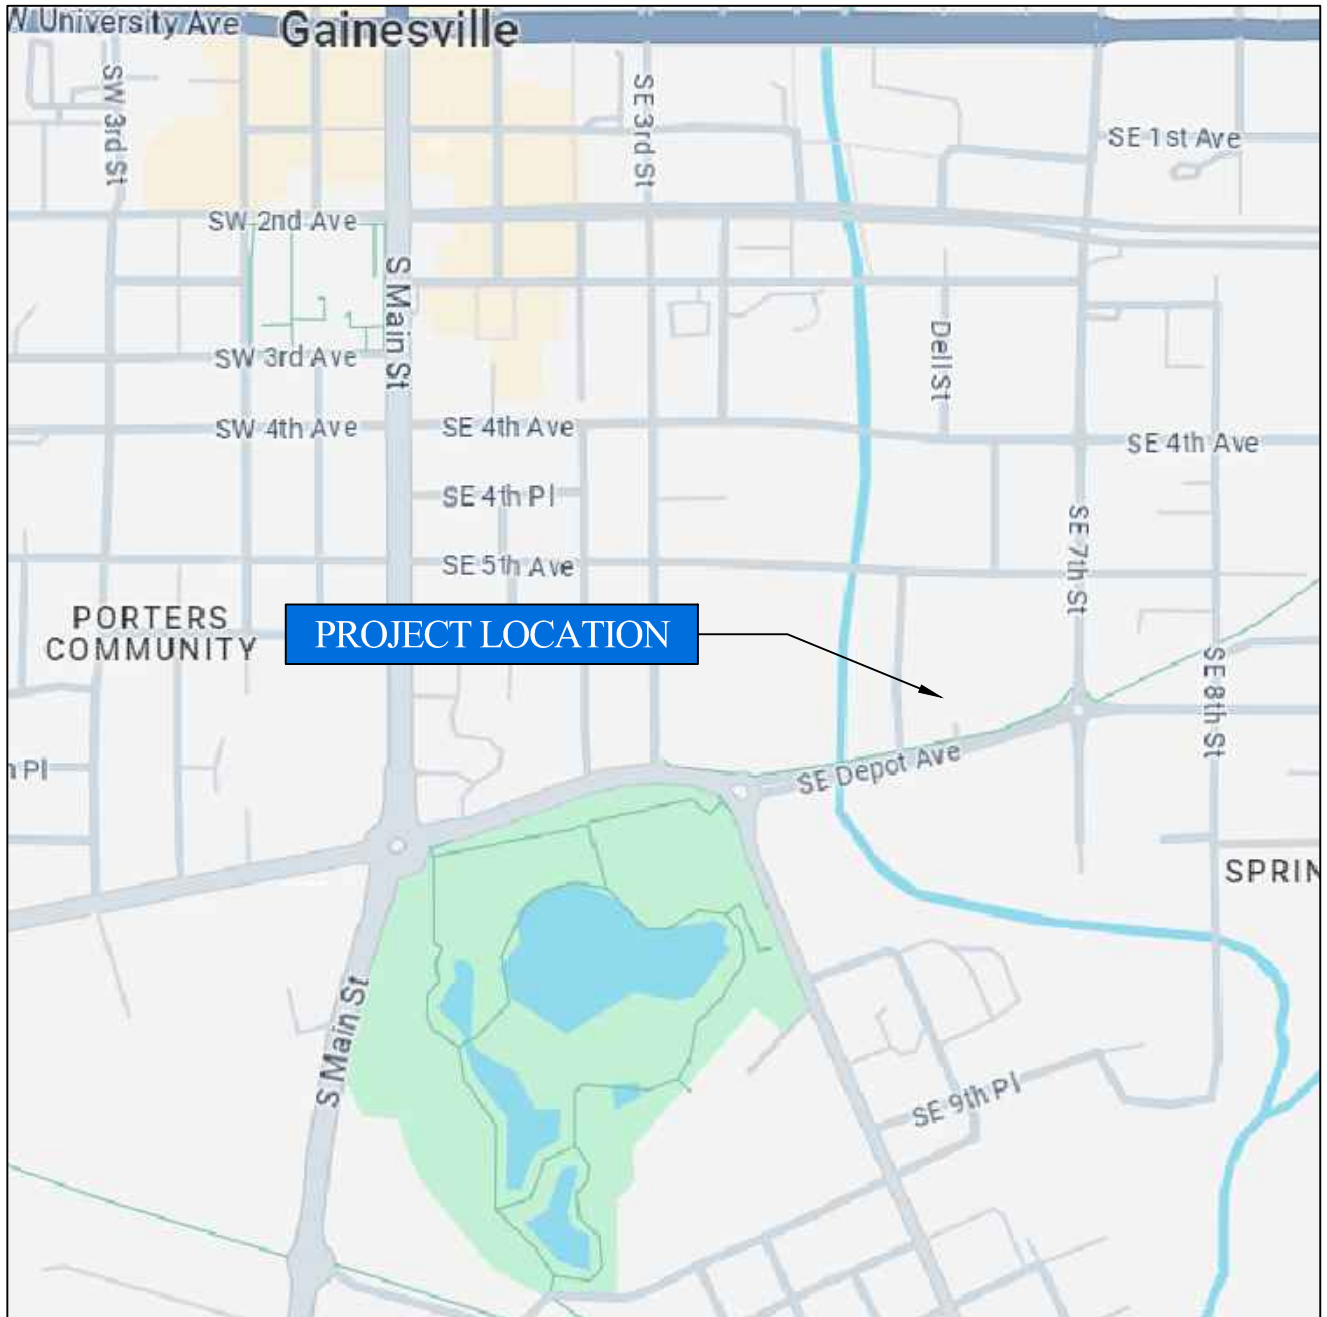 W University Ave
Gainesville
SW 3rd St
SE 3rd St
SE 1st Ave
SW 2nd Ave
S Main St
Dell St
SW 3rd Ave
SW 4th Ave
SE 4th Ave
SE 4th Ave
SE 4th Pl
SE 7th St
SE 5th Ave
PORTERS
COMMUNITY
PROJECT LOCATION
SE 8th St
Pl
SE Depot Ave
SPRIN
S Main St
SE 9th Pl